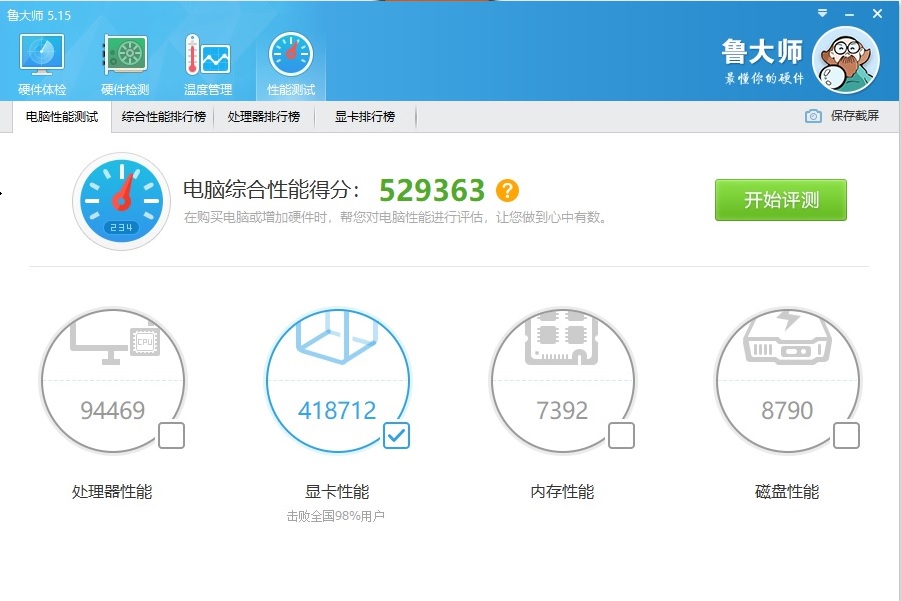 鲁大师 5.15
硬件体检 硬件检测 温度管理 性能测试
鲁大师
最懂你的硬件
电脑性能测试 综合性能排行榜 处理器排行榜 显卡排行榜 保存截屏
电脑综合性能得分： 529363 ?
在购买电脑或增加硬件时，帮您对电脑性能进行评估，让您做到心中有数。
开始评测
234
CPU
94469 418712 7392 8790
处理器性能 显卡性能 内存性能 磁盘性能
击败全国98%用户